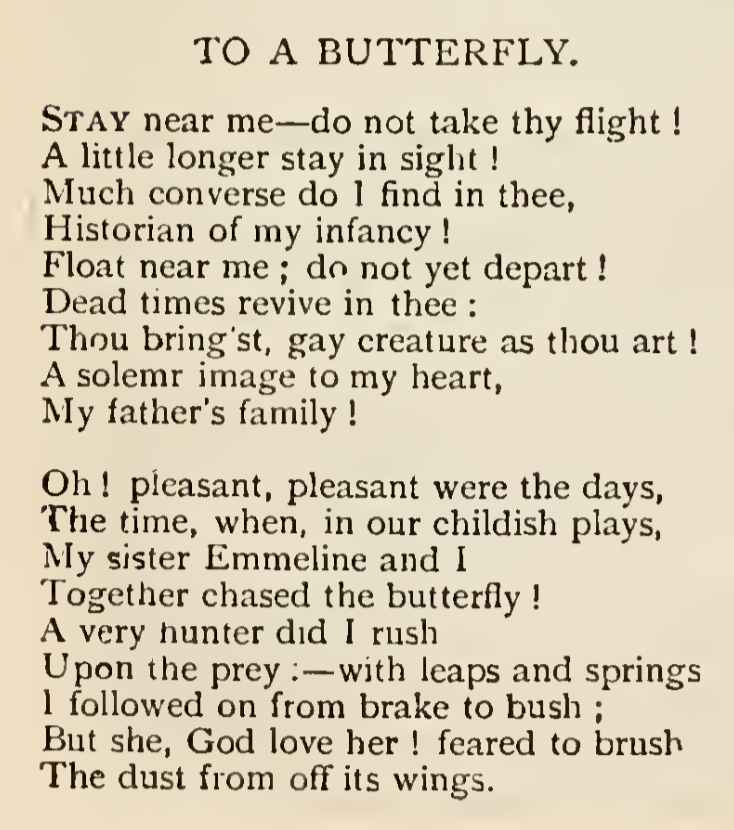 TO A BUTTERFLY.
STAY near me—do not take thy flight !
A little longer stay in sight !
Much converse do I find in thee,
Historian of my infancy !
Float near me ; do not yet depart !
Dead times revive in thee :
Thou bring'st, gay creature as thou art !
A solemn image to my heart,
My father's family !
Oh ! pleasant, pleasant were the days,
The time, when, in our childish plays,
My sister Emmeline and I
Together chased the butterfly !
A very hunter did I rush
Upon the prey :—with leaps and springs
I followed on from brake to bush ;
But she, God love her ! feared to brush
The dust from off its wings.